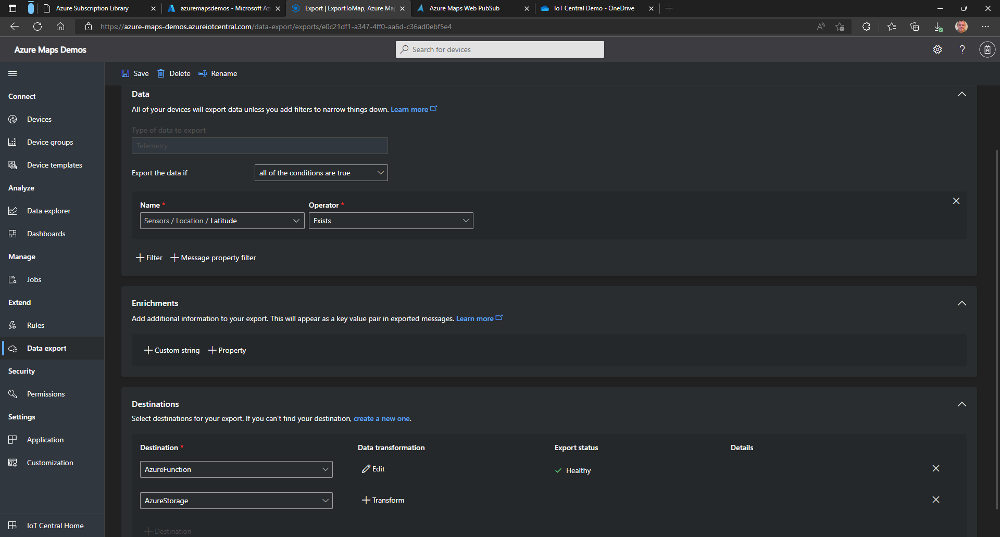 Azure Subscription Library
azuremapsdemos - Microsoft Az
Export | ExportToMap, Azure Ma
Azure Maps Web PubSub
IoT Central Demo - OneDrive
https://azure-maps-demos.azureiotcentral.com/data-export/exports/e0c21df1-a347-4ff0-aa6d-c36ad0ebf5e4
Azure Maps Demos
Search for devices
Save
Delete
Rename
Connect
Devices
Device groups
Device templates
Analyze
Data explorer
Dashboards
Manage
Jobs
Extend
Rules
Data export
Security
Permissions
Settings
Application
Customization
IoT Central Home
Data
All of your devices will export data unless you add filters to narrow things down. Learn more
Type of data to export
Telemetry
Export the data if
all of the conditions are true
Name *
Operator *
Sensors / Location / Latitude
Exists
+ Filter
+ Message property filter
Enrichments
Add additional information to your export. This will appear as a key value pair in exported messages. Learn more
+ Custom string
+ Property
Destinations
Select destinations for your export. If you can't find your destination, create a new one.
Destination *
Data transformation
Export status
Details
AzureFunction
Edit
Healthy
AzureStorage
+ Transform
+ Destination